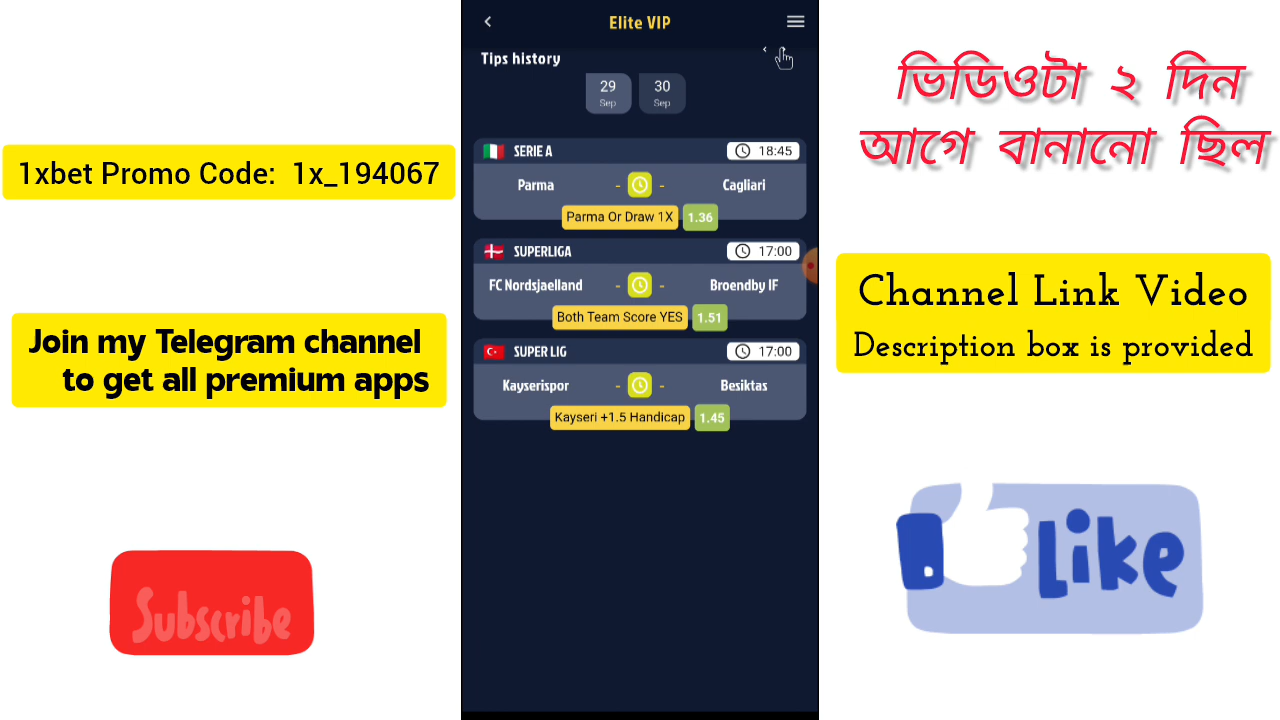 1xbet Promo Code: 1x_194067
Join my Telegram channel
to get all premium apps
Subscribe
Elite VIP
Tips history
29
Sep
30
Sep
SERIE A
18:45
Parma
-
-
Cagliari
Parma Or Draw 1X
1.36
SUPERLIGA
17:00
FC Nordsjaelland
-
-
Broendby IF
Both Team Score YES
1.51
SUPER LIG
17:00
Kayserispor
-
-
Besiktas
Kayseri +1.5 Handicap
1.45
ভিডিওটা ২ দিন
আগে বানানো ছিল
Channel Link Video
Description box is provided
Like